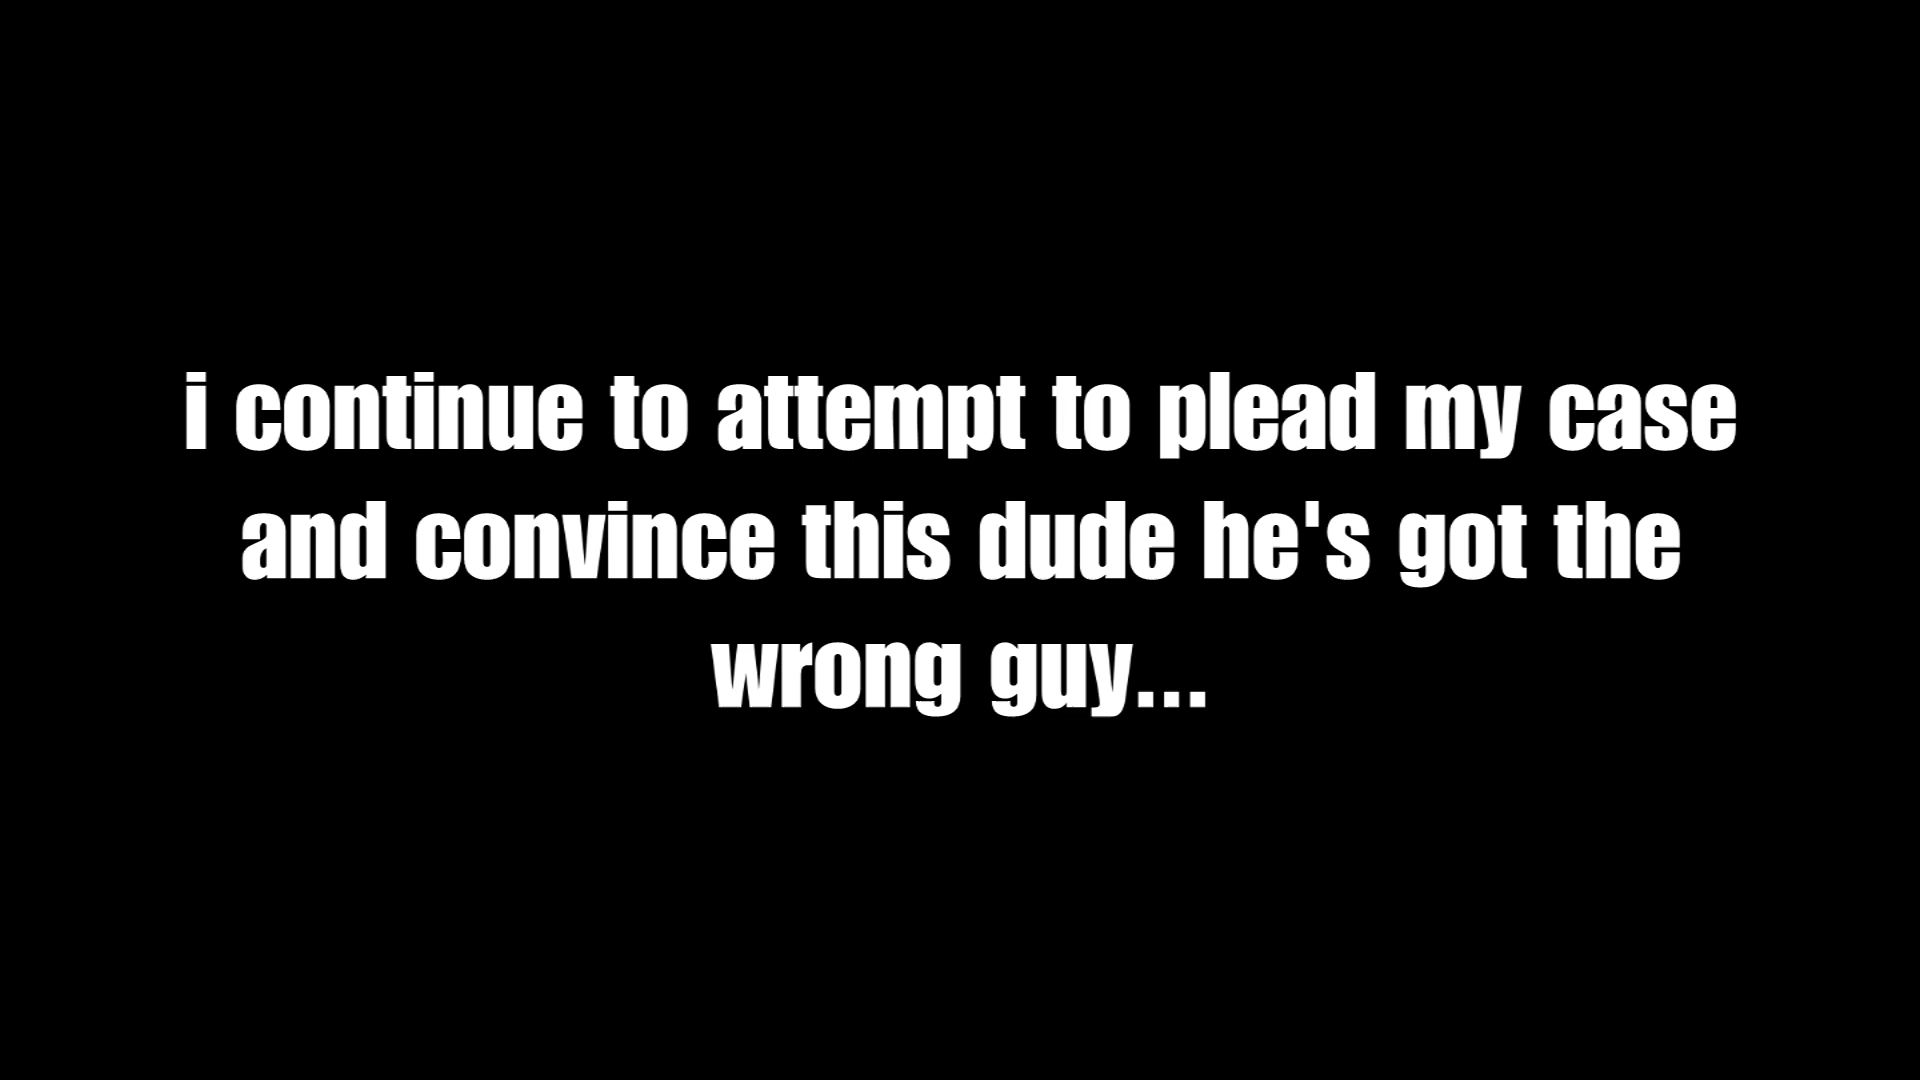 i continue to attempt to plead my case
and convince this dude he's got the
wrong guy...